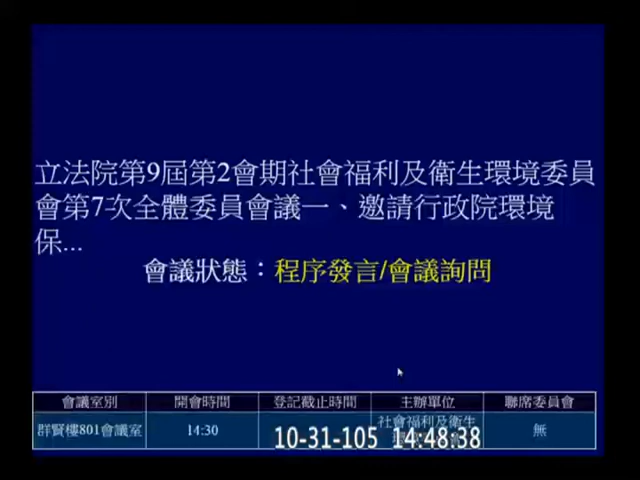 立法院第9屆第2會期社會福利及衛生環境委員
會第7次全體委員會議一、邀請行政院環境
保...
會議狀態：程序發言/會議詢問
會議室別 開會時間 登記截止時間 主辦單位 聯席委員會
群賢樓801會議室 14:30 社會福利及衛生 無
10-31-105 14:48:38